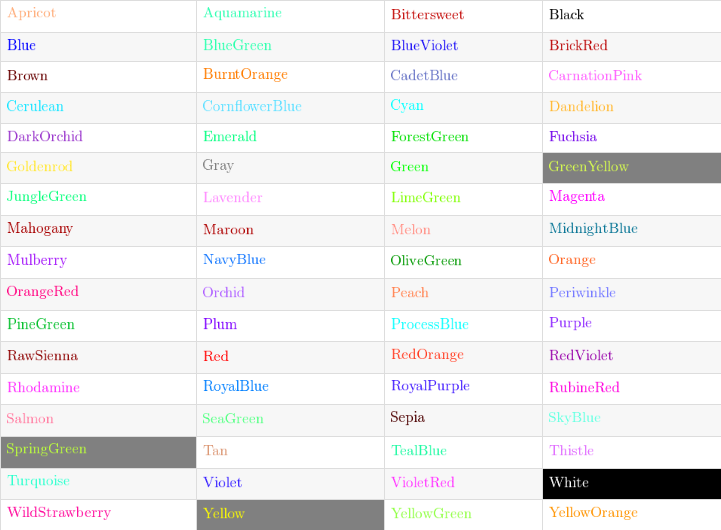 Apricot Aquamarine Bittersweet Black
Blue BlueGreen BlueViolet BrickRed
Brown BurntOrange CadetBlue CarnationPink
Cerulean CornflowerBlue Cyan Dandelion
DarkOrchid Emerald ForestGreen Fuchsia
Goldenrod Gray Green GreenYellow
JungleGreen Lavender LimeGreen Magenta
Mahogany Maroon Melon MidnightBlue
Mulberry NavyBlue OliveGreen Orange
OrangeRed Orchid Peach Periwinkle
PineGreen Plum ProcessBlue Purple
RawSienna Red RedOrange RedViolet
Rhodamine RoyalBlue RoyalPurple RubineRed
Salmon SeaGreen Sepia SkyBlue
SpringGreen Tan TealBlue Thistle
Turquoise Violet VioletRed White
WildStrawberry Yellow YellowGreen YellowOrange